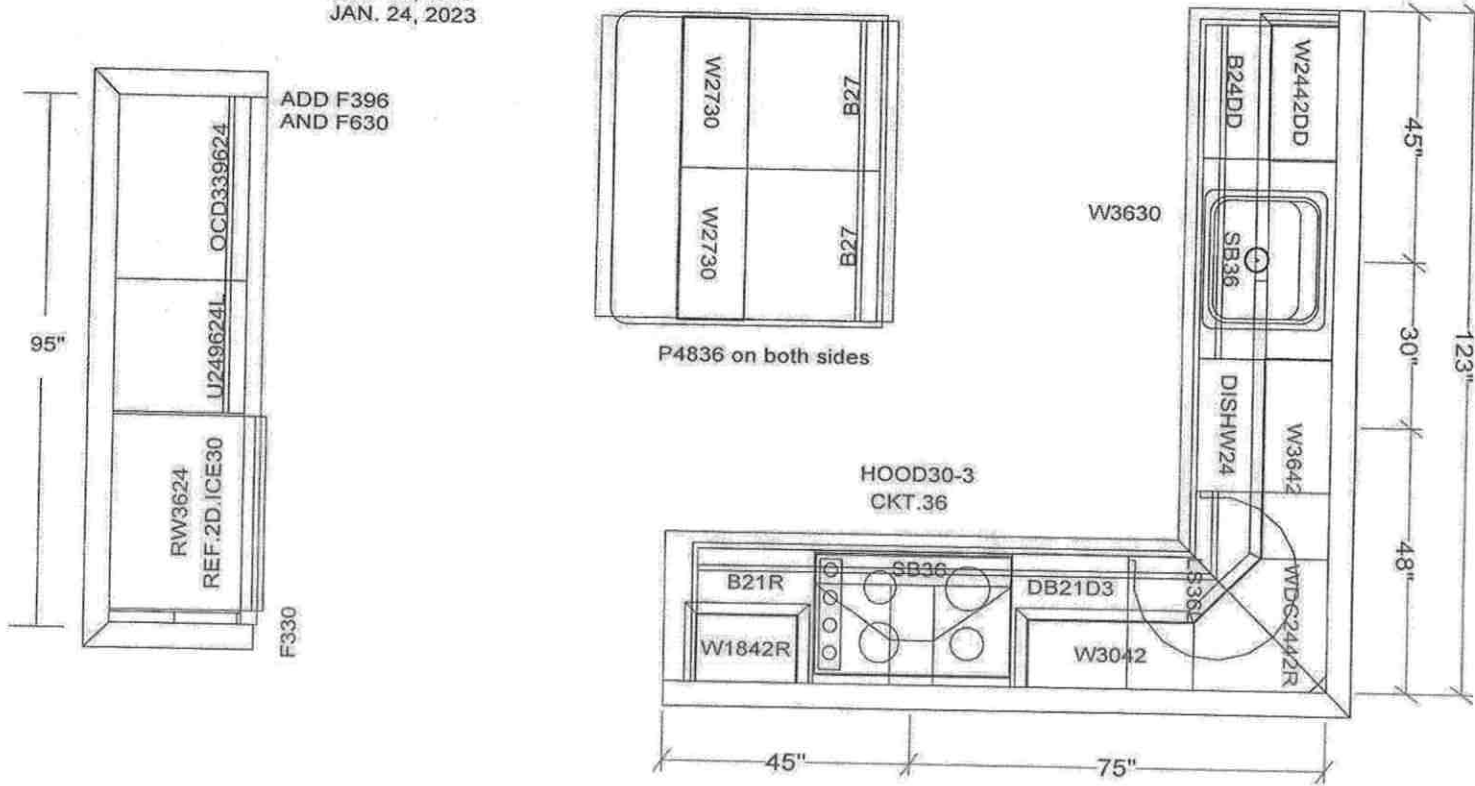 JAN. 24, 2023
ADD F396
AND F630
OCD339624
U249624L
95"
RW3624
REF.2D.ICE30
F330
W2730
B27
W2730
B27
P4836 on both sides
W2442DD
B24DD
W3630
SB36
DISHW24
W3642
WDC2442R
LS36L
45"
30"
48"
123"
HOOD30-3
CKT.36
B21R
SB36
DB21D3
W1842R
W3042
45"
75"